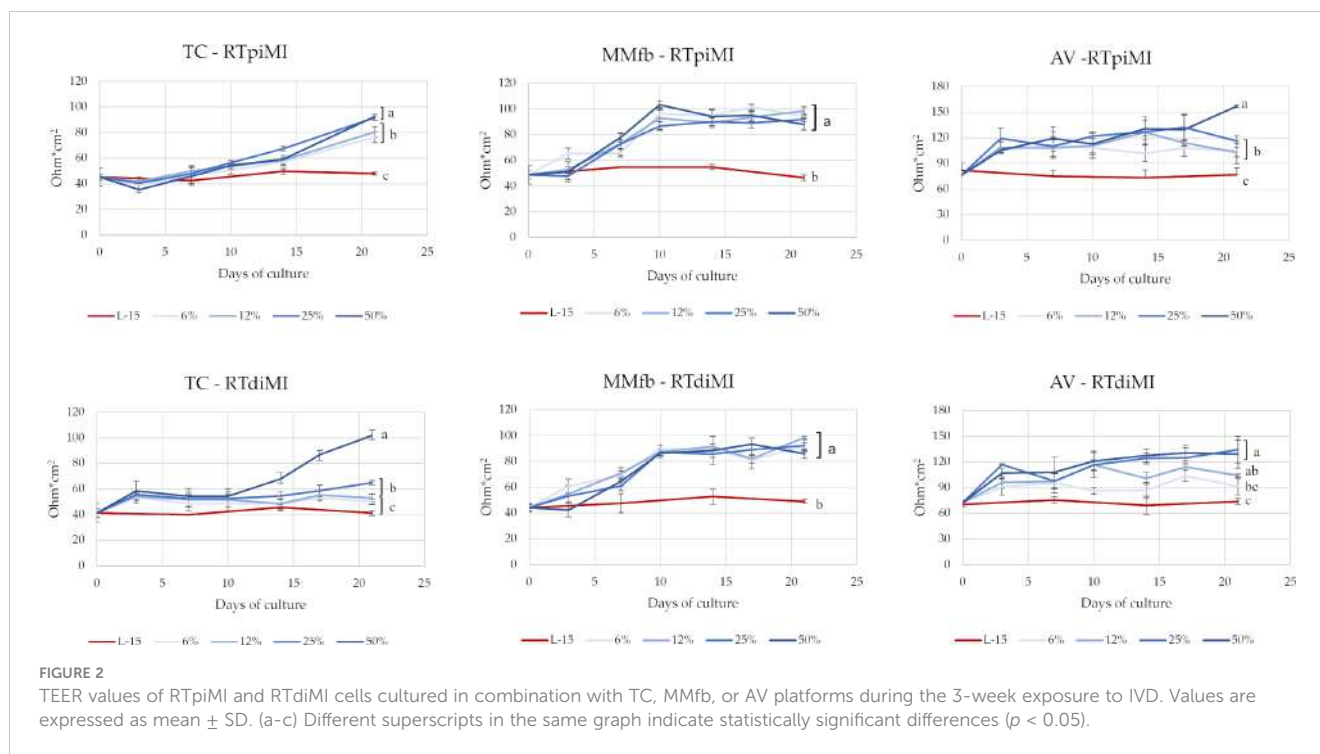 TC - RTpiMI
MMfb - RTpiMI
AV -RTpiMI
Ohm*cm²
120
100
80
60
40
20
0
0
5
10
15
20
25
a
b
c
Days of culture
L-15
6%
12%
25%
50%
Ohm*cm²
120
100
80
60
40
20
0
0
5
10
15
20
25
a
b
Days of culture
L-15
6%
12%
25%
50%
Ohm*cm²
180
150
120
90
60
30
0
0
5
10
15
20
25
a
b
c
Days of culture
L-15
6%
12%
25%
50%
TC - RTdiMI
MMfb - RTdiMI
AV - RTdiMI
Ohm*cm²
120
100
80
60
40
20
0
0
5
10
15
20
25
a
b
c
Days of culture
L-15
6%
12%
25%
50%
Ohm*cm²
120
100
80
60
40
20
0
0
5
10
15
20
25
a
b
Days of culture
L-15
6%
12%
25%
50%
Ohm*cm²
180
150
120
90
60
30
0
0
5
10
15
20
25
a
ab
bc
c
Days of culture
L-15
6%
12%
25%
50%
FIGURE 2
TEER values of RTpiMI and RTdiMI cells cultured in combination with TC, MMfb, or AV platforms during the 3-week exposure to IVD. Values are
expressed as mean ± SD. (a-c) Different superscripts in the same graph indicate statistically significant differences (p < 0.05).